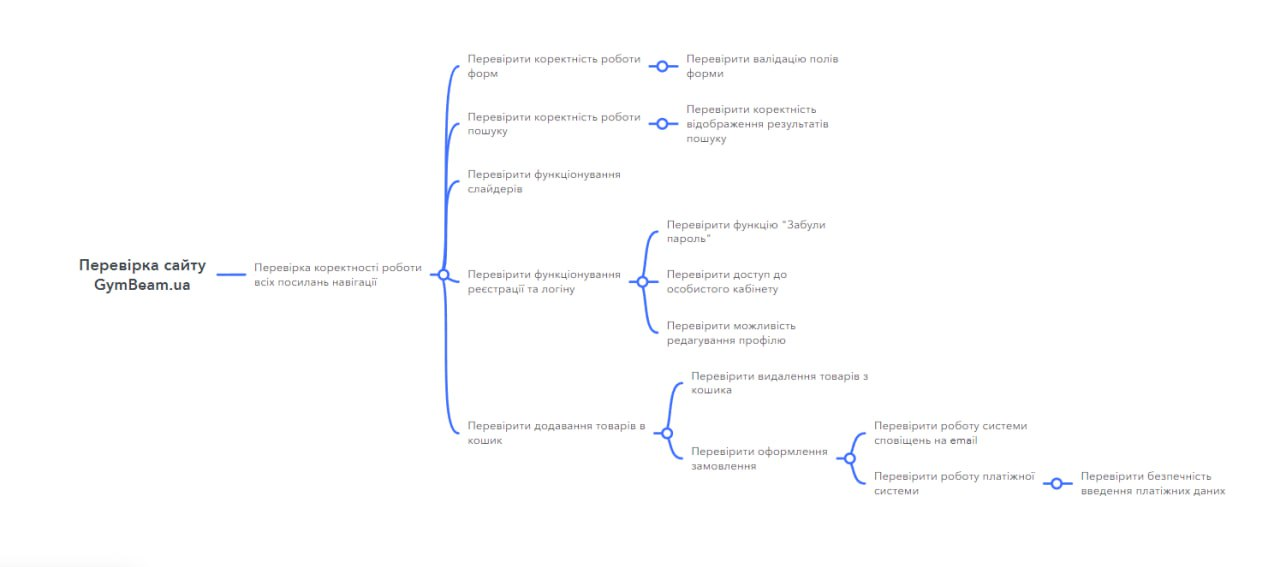 Перевірка сайту
GymBeam.ua
Перевірка коректності роботи
всіх посилань навігації
Перевірити коректність роботи
форм
Перевірити валідацію полів
форми
Перевірити коректність роботи
пошуку
Перевірити коректність
відображення результатів
пошуку
Перевірити функціонування
слайдерів
Перевірити функціонування
реєстрації та логіну
Перевірити функцію "Забули
пароль"
Перевірити доступ до
особистого кабінету
Перевірити можливість
редагування профілю
Перевірити додавання товарів в
кошик
Перевірити видалення товарів з
кошика
Перевірити оформлення
замовлення
Перевірити роботу системи
сповіщень на email
Перевірити роботу платіжної
системи
Перевірити безпечність
введення платіжних даних